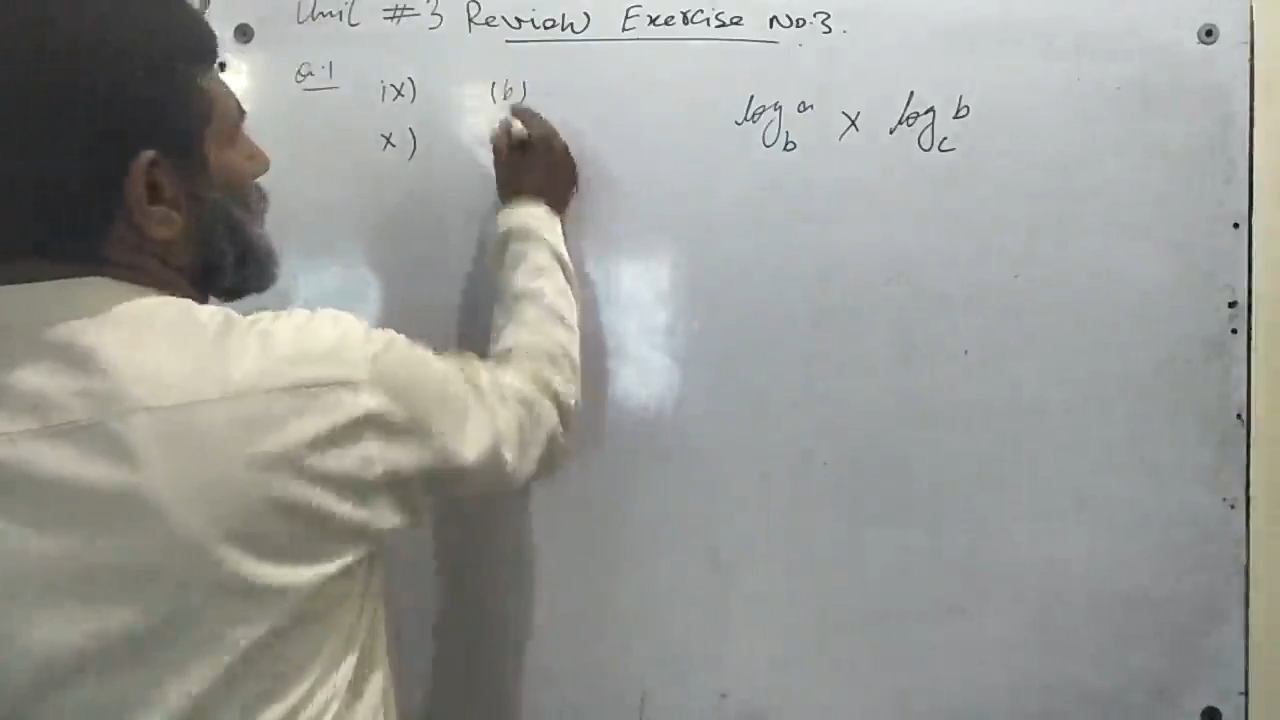 Unit #3 Review Exercise No.3.
Q.1 ix) (b)
log_b a × log_c b
x)